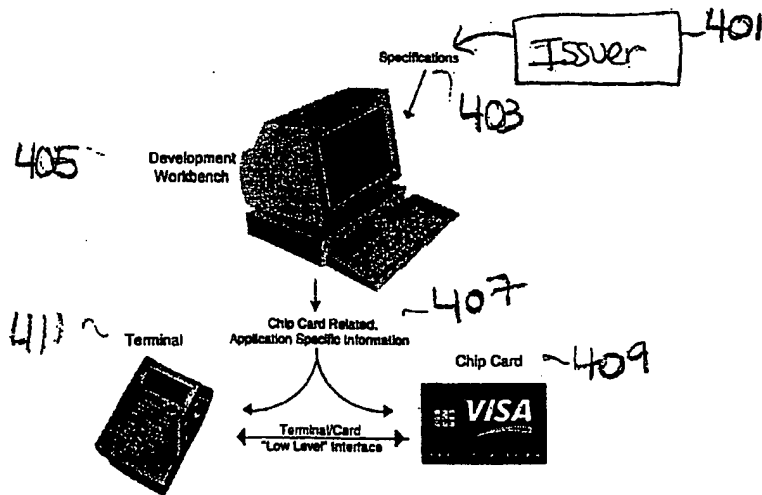 401
Issuer
Specifications
403
405
Development
Workbench
407
Chip Card Related,
Application Specific Information
411
Terminal
Chip Card
409
VISA
Terminal/Card
"Low Level" Interface